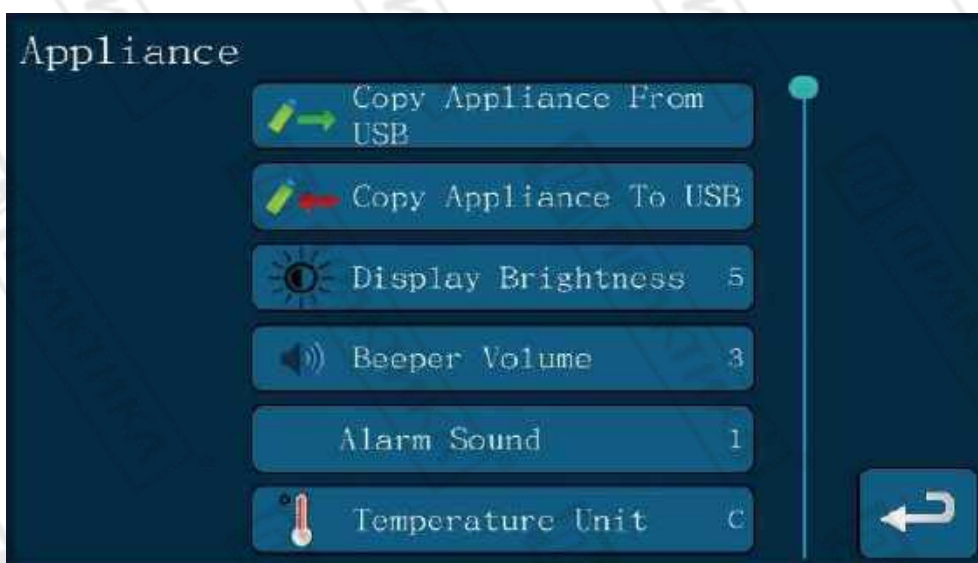 Appliance
Copy Appliance From
USB
Copy Appliance To USB
Display Brightness 5
Beeper Volume 3
Alarm Sound 1
Temperature Unit C